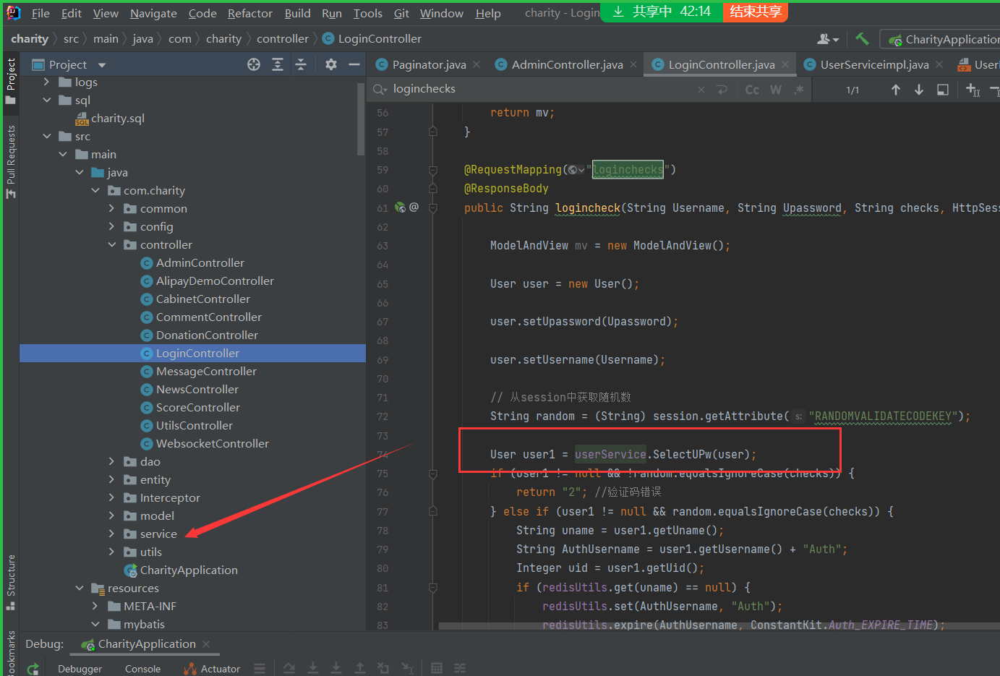 File Edit View Navigate Code Refactor Build Run Tools Git Window Help charity - Login 共享中 42:14 结束共享
charity src main java com charity controller LoginController CharityApplication
Project Paginator.java AdminController.java LoginController.java UserServiceimpl.java User
loginchecks Cc W .* 1/1
Project
Pull Requests
Structure
Bookmarks
logs
sql
charity.sql
src
main
java
com.charity
common
config
controller
AdminController
AlipayDemoController
CabinetController
CommentController
DonationController
LoginController
MessageController
NewsController
ScoreController
UtilsController
WebsocketController
dao
entity
Interceptor
model
service
utils
CharityApplication
resources
META-INF
mybatis
56 return mv;
57 }
58
59 @RequestMapping("loginchecks")
60 @ResponseBody
61 @ public String logincheck(String Username, String Upassword, String checks, HttpSess
62
63 ModelAndView mv = new ModelAndView();
64
65 User user = new User();
66
67 user.setUpassword(Upassword);
68
69 user.setUsername(Username);
70
71 // 从session中获取随机数
72 String random = (String) session.getAttribute( s: "RANDOMVALIDATECODEKEY");
73
74 User user1 = userService.SelectUPw(user);
75 if (user1 != null && !random.equalsIgnoreCase(checks)) {
76 return "2"; //验证码错误
77 } else if (user1 != null && random.equalsIgnoreCase(checks)) {
78 String uname = user1.getUname();
79 String AuthUsername = user1.getUsername() + "Auth";
80 Integer uid = user1.getUid();
81 if (redisUtils.get(uname) == null) {
82 redisUtils.set(AuthUsername, "Auth");
83 redisUtils.expire(AuthUsername, ConstantKit.Auth_EXPIRE_TIME);
Debug: CharityApplication
Debugger Console Actuator